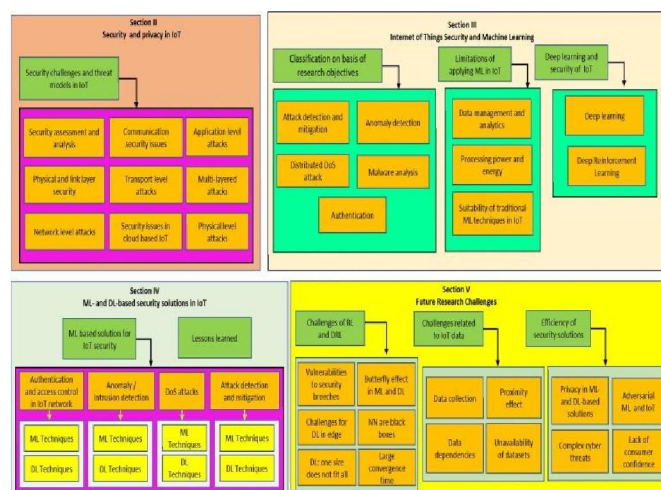 Section II
Security and privacy in IoT
Security challenges and threat
models in IoT
Security assessment and
analysis
Communication
security issues
Application level
attacks
Physical and link layer
security
Transport level
attacks
Multi-layered
attacks
Network level attacks
Security issues in
cloud based IoT
Physical level
attacks
Section III
Internet of Things Security and Machine Learning
Classification on basis of
research objectives
Limitations of
applying ML in IoT
Deep learning and
security of IoT
Attack detection and
mitigation
Anomaly detection
Distributed DoS
attack
Malware analysis
Authentication
Data management and
analytics
Processing power and
energy
Suitability of traditional
ML techniques in IoT
Deep learning
Deep Reinforcement
Learning
Section IV
ML- and DL-based security solutions in IoT
ML based solution for
IoT security
Lessons learned
Authentication
and access control
in IoT network
Anomaly /
intrusion detection
DoS attacks
Attack detection
and mitigation
ML Techniques
ML Techniques
ML
Techniques
ML Techniques
DL Techniques
DL Techniques
DL
Techniques
DL Techniques
Section V
Future Research Challenges
Challenges of RL
and DRL
Challenges related
to IoT data
Efficiency of
security solutions
Vulnerabilities
to security
breaches
Butterfly effect
in ML and DL
Challenges for
DL in edge
NN are black
boxes
DL: one size
does not fit all
Large
convergence
time
Data collection
Proximity
effect
Data
dependencies
Unavailability
of datasets
Privacy in ML-
and DL-based
solutions
Adversarial
ML and IoT
Complex cyber
threats
Lack of
consumer
confidence